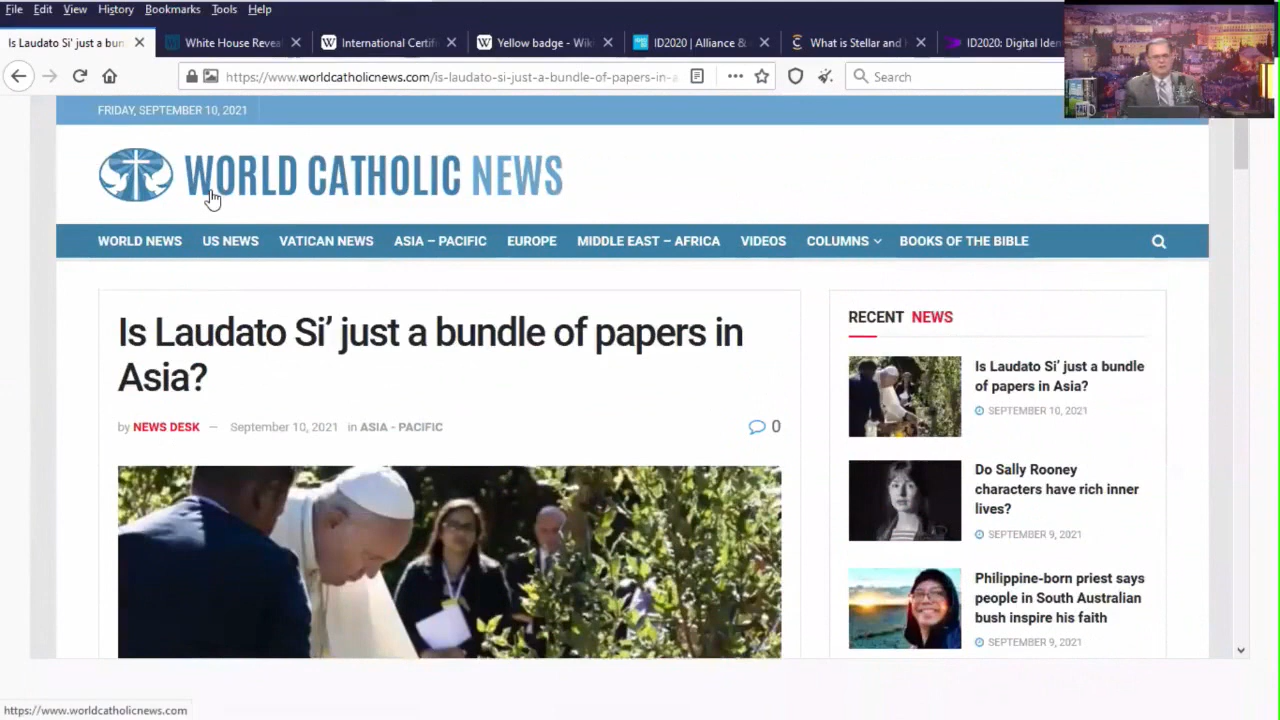 File Edit View History Bookmarks Tools Help
Is Laudato Si' just a bun
White House Revea
International Certif
Yellow badge - Wiki
ID2020 | Alliance &
What is Stellar and
ID2020: Digital Iden
https://www.worldcatholicnews.com/is-laudato-si-just-a-bundle-of-papers-in-a
Search
FRIDAY, SEPTEMBER 10, 2021
WORLD CATHOLIC NEWS
WORLD NEWS US NEWS VATICAN NEWS ASIA – PACIFIC EUROPE MIDDLE EAST – AFRICA VIDEOS COLUMNS BOOKS OF THE BIBLE
Is Laudato Si’ just a bundle of papers in
Asia?
by NEWS DESK — September 10, 2021 in ASIA - PACIFIC
0
RECENT NEWS
Is Laudato Si’ just a bundle
of papers in Asia?
SEPTEMBER 10, 2021
Do Sally Rooney
characters have rich inner
lives?
SEPTEMBER 9, 2021
Philippine-born priest says
people in South Australian
bush inspire his faith
SEPTEMBER 9, 2021
https://www.worldcatholicnews.com